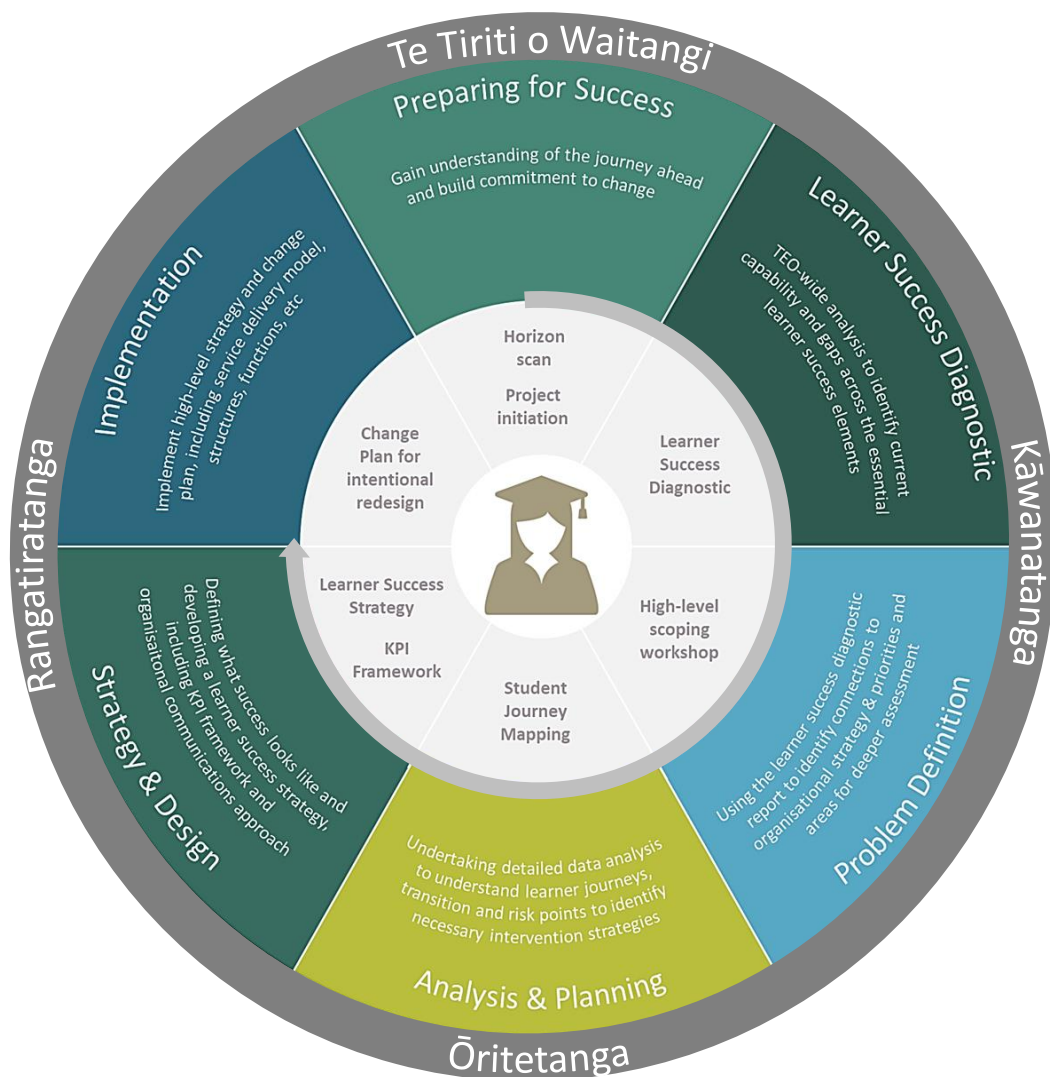 Te Tiriti o Waitangi
Preparing for Success
Gain understanding of the journey ahead
and build commitment to change
Learner Success Diagnostic
TEO-wide analysis to identify current
capability and gaps across the essential
learner success elements
Kāwanatanga
Problem Definition
Using the learner success diagnostic
report to identify connections to
organisational strategy & priorities and
areas for deeper assessment
Analysis & Planning
Undertaking detailed data analysis
to understand learner journeys,
transition and risk points to identify
necessary intervention strategies
Ōritetanga
Strategy & Design
Defining what success looks like and
developing a learner success strategy,
including KPI framework and
organisaitonal communications approach
Rangatiratanga
Implementation
Implement high-level strategy and change
plan, including service delivery model,
structures, functions, etc
Horizon
scan
Project
initiation
Learner
Success
Diagnostic
High-level
scoping
workshop
Student
Journey
Mapping
Learner Success
Strategy
KPI
Framework
Change
Plan for
intentional
redesign